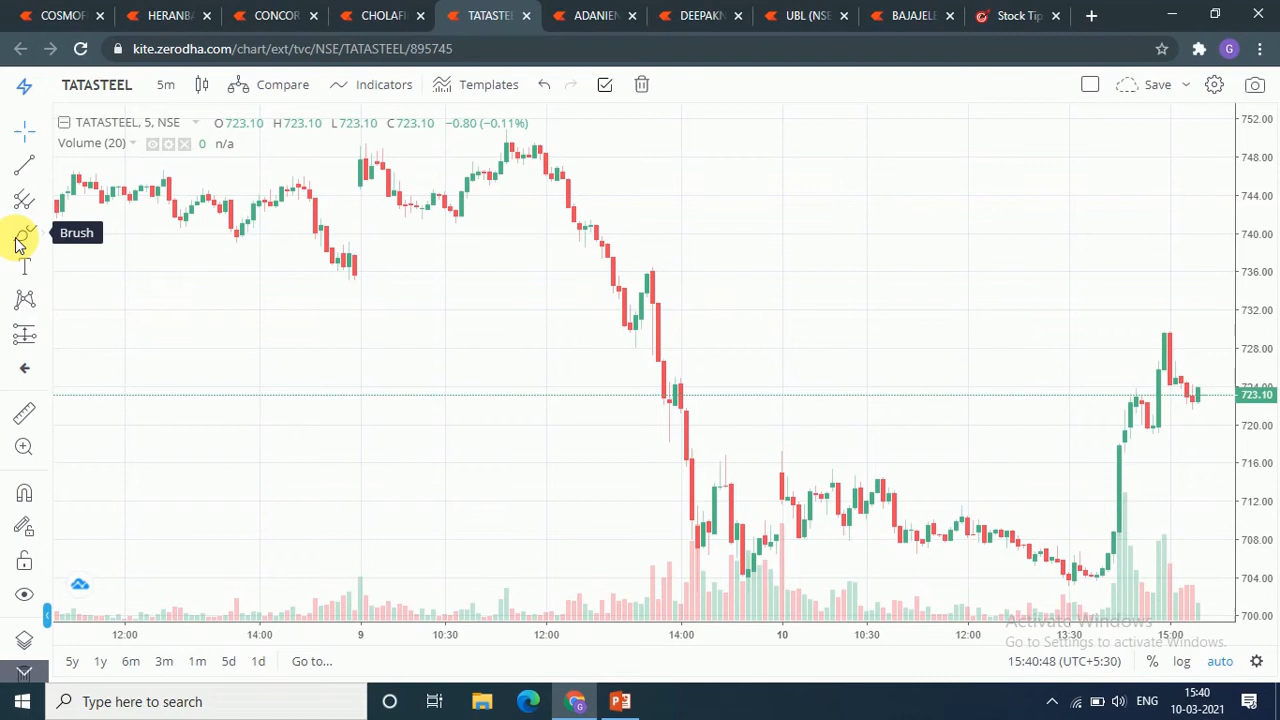 COSMOF
HERANBA
CONCOR
CHOLAFI
TATASTEEL
ADANIEN
DEEPAKN
UBL (NSE
BAJAJELE
Stock Tip
G
kite.zerodha.com/chart/ext/tvc/NSE/TATASTEEL/895745
TATASTEEL 5m Compare Indicators Templates Save
TATASTEEL, 5, NSE O 723.10 H 723.10 L 723.10 C 723.10 −0.80 (−0.11%)
Volume (20) 0 n/a
Brush
T
752.00
748.00
744.00
740.00
736.00
732.00
728.00
724.00
723.10
720.00
716.00
712.00
708.00
704.00
700.00
12:00 14:00 9 10:30 12:00 14:00 10 10:30 12:00 13:30 15:00
Activate Windows
Go to Settings to activate Windows.
5y 1y 6m 3m 1m 5d 1d Go to... 15:40:48 (UTC+5:30) % log auto
Type here to search
G
ENG
15:40
10-03-2021